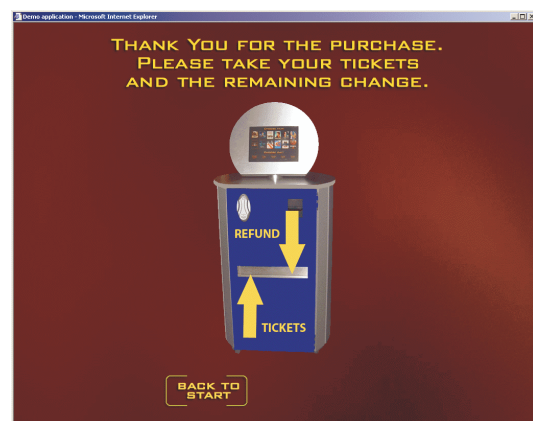 Demo application - Microsoft Internet Explorer
THANK YOU FOR THE PURCHASE.
PLEASE TAKE YOUR TICKETS
AND THE REMAINING CHANGE.
REFUND
TICKETS
BACK TO
START